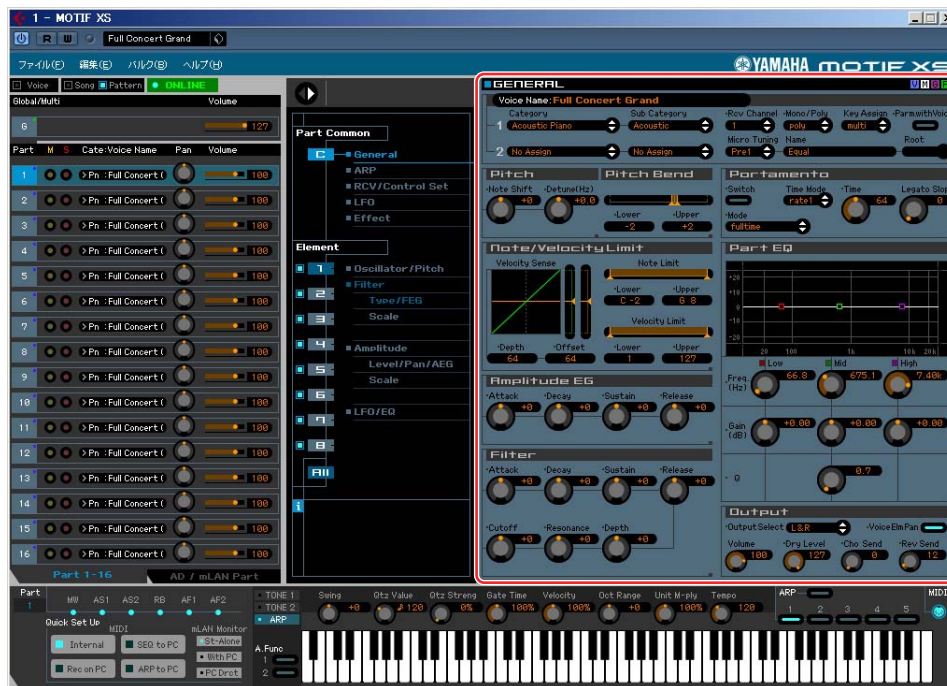 1 - MOTIF XS
R W Full Concert Grand
ファイル(F) 編集(E) バルク(B) ヘルプ(H)
YAMAHA MOTIF XS
Voice Song Pattern ONLINE
Global/Multi Volume
G 127
Part M S Cate:Voice Name Pan Volume
1 >Pn :Full Concert ( 100
2 >Pn :Full Concert ( 100
3 >Pn :Full Concert ( 100
4 >Pn :Full Concert ( 100
5 >Pn :Full Concert ( 100
6 >Pn :Full Concert ( 100
7 >Pn :Full Concert ( 100
8 >Pn :Full Concert ( 100
9 >Pn :Full Concert ( 100
10 >Pn :Full Concert ( 100
11 >Pn :Full Concert ( 100
12 >Pn :Full Concert ( 100
13 >Pn :Full Concert ( 100
14 >Pn :Full Concert ( 100
15 >Pn :Full Concert ( 100
16 >Pn :Full Concert ( 100
Part 1-16 AD / mLAN Part
Part Common
C General
ARP
RCV/Control Set
LFO
Effect
Element
1 Oscillator/Pitch
2 Filter
Type/FEG
3 Scale
4 Amplitude
5 Level/Pan/AEG
Scale
6
7 LFO/EQ
8
All
i
GENERAL
V M G
Voice Name:Full Concert Grand
Category Sub Category Rcv Channel Mono/Poly Key Assign ParmwithVoic
1 Acoustic Piano Acoustic 1 poly multi
Micro Tuning Name Root
2 No Assign No Assign Pre1 Equal
Pitch Pitch Bend
Note Shift Detune(Hz)
+0 +0.0
Lower Upper
-2 +2
Portamento
Switch Time Mode Time Legato Slop
rate1 64 0
Mode
fulltime
Note/Velocity Limit
Velocity Sense Note Limit
Lower Upper
C -2 G 8
Velocity Limit
Depth Offset Lower Upper
64 64 1 127
Part EQ
+20
+10
-10
-20
20 100 1k 10k 20k
Low Mid High
Freq. (Hz) 66.8 675.1 7.40k
Gain (dB) +0.00 +0.00 +0.00
Q 0.7
Amplitude EG
Attack Decay Sustain Release
+0 +0 +0 +0
Filter
Attack Decay Sustain Release
+0 +0 +0 +0
Cutoff Resonance Depth
+0 +0 +0
Output
Output Select L&R Voice Elm Pan
Volume Dry Level Cho Send Rev Send
100 127 0 12
Part
1
MW AS1 AS2 RB AF1 AF2
Quick Set Up
MIDI mLAN Monitor
Internal SEQ to PC St-Alone
With PC
Rec on PC ARP to PC PC Drct
TONE 1
TONE 2
ARP
Swing Qtz Value Qtz Streng Gate Time Velocity Oct Range Unit M-ply Tempo
+0 120 0% 100% 100% +0 100% 120
ARP
1 2 3 4 5
MIDI
A.Func
1
2